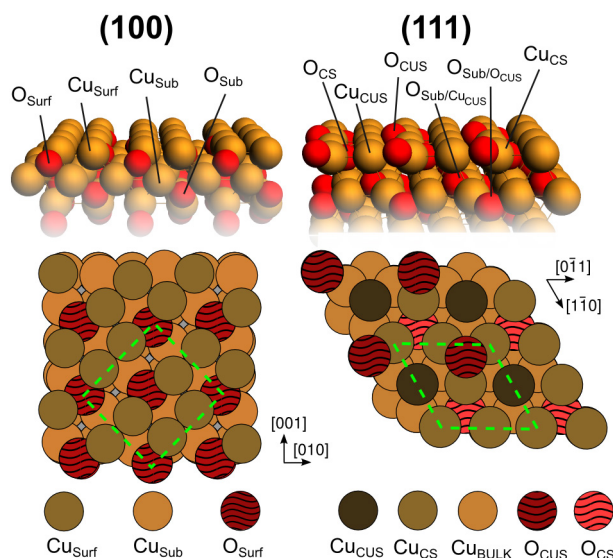 (100) (111)
O_Surf Cu_Surf Cu_Sub O_Sub
O_CS Cu_CUS O_CUS O_Sub/Cu_CUS O_Sub/O_CUS Cu_CS
[001]
[010]
[01̄1]
[11̄0]
Cu_Surf Cu_Sub O_Surf
Cu_CUS Cu_CS Cu_BULK O_CUS O_CS